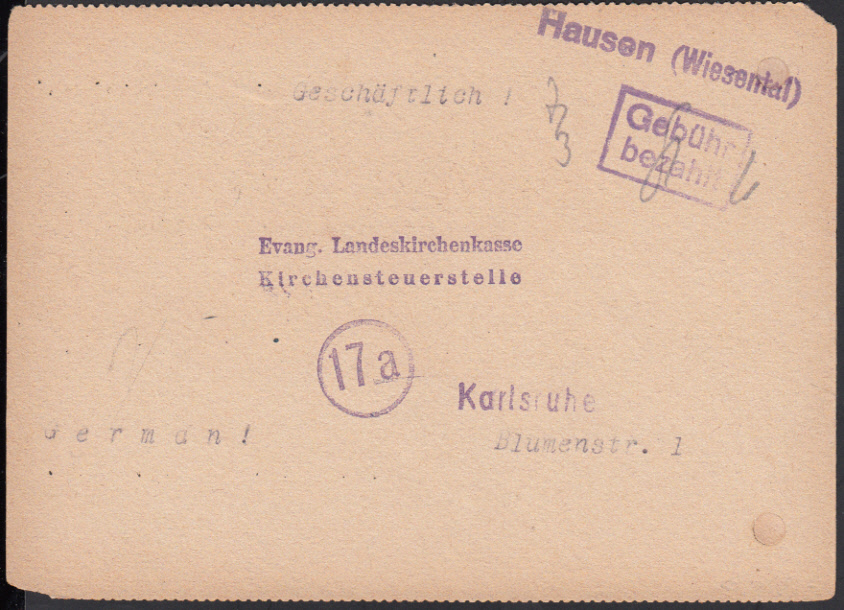 Hausen (Wiesental)
Geschäftlich !
Gebühr
bezahlt
Evang. Landeskirchenkasse
Kirchensteuerstelle
17a
Karlsruhe
German!
Blumenstr. 1